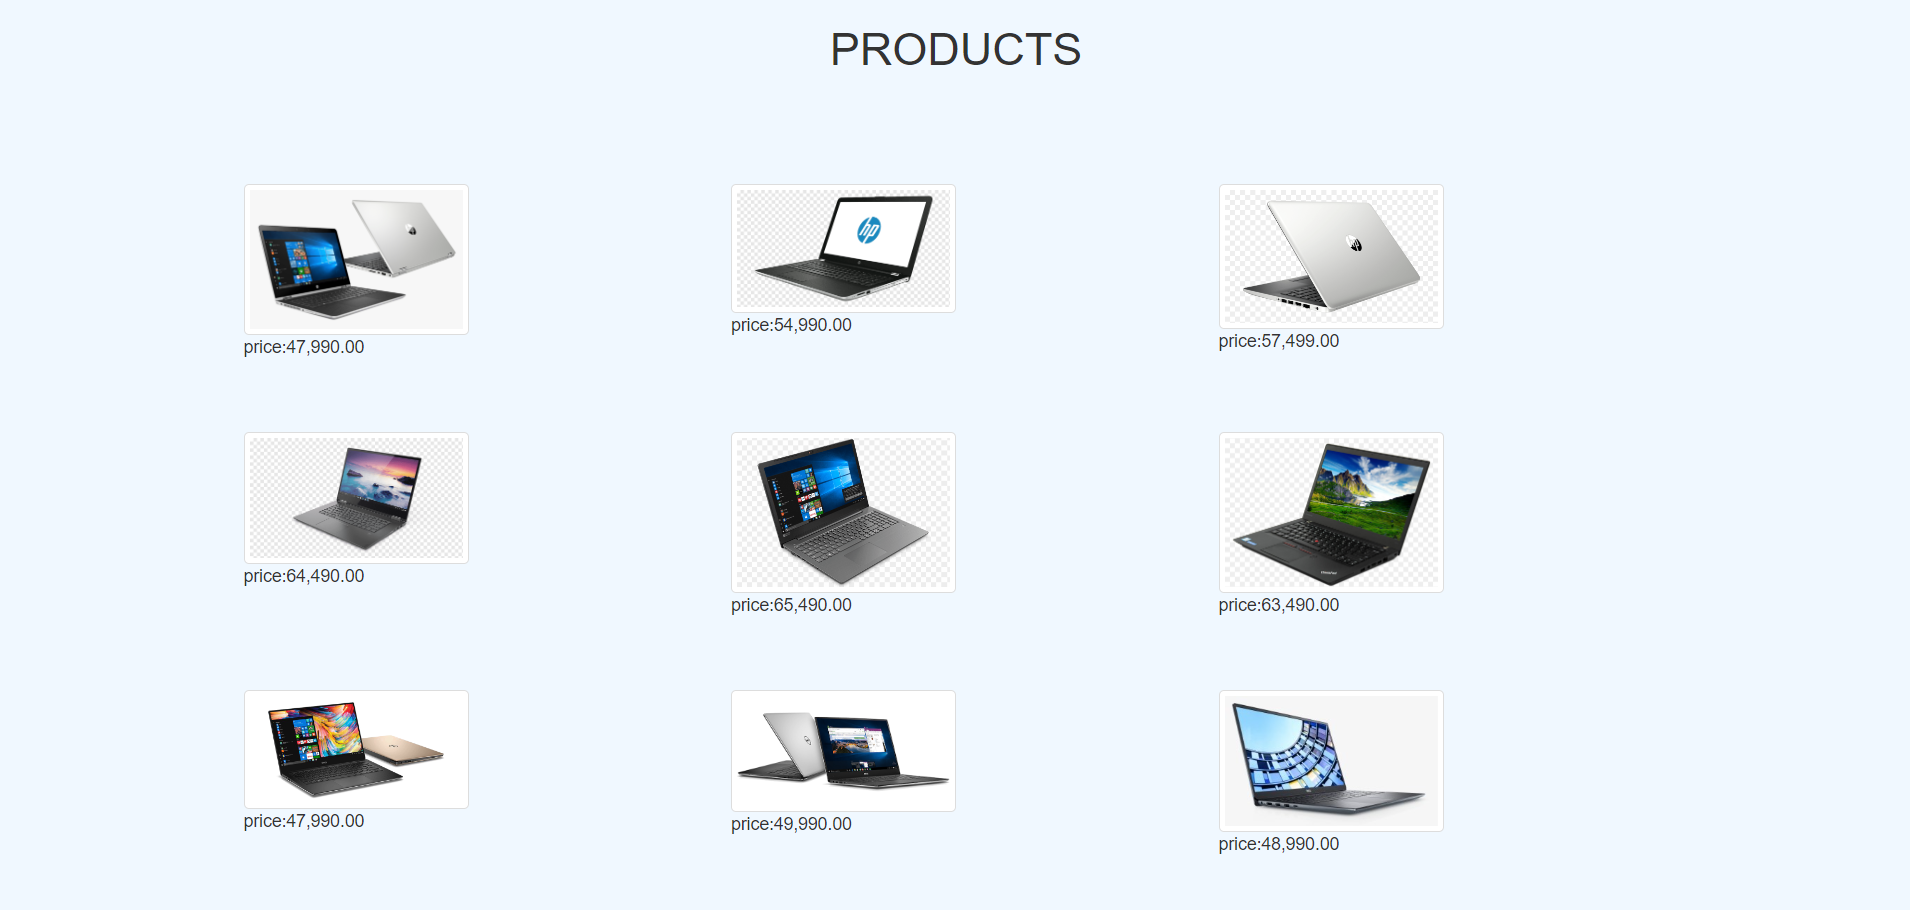 PRODUCTS
hp
price:47,990.00
price:54,990.00
price:57,499.00
price:64,490.00
price:65,490.00
price:63,490.00
price:47,990.00
price:49,990.00
price:48,990.00